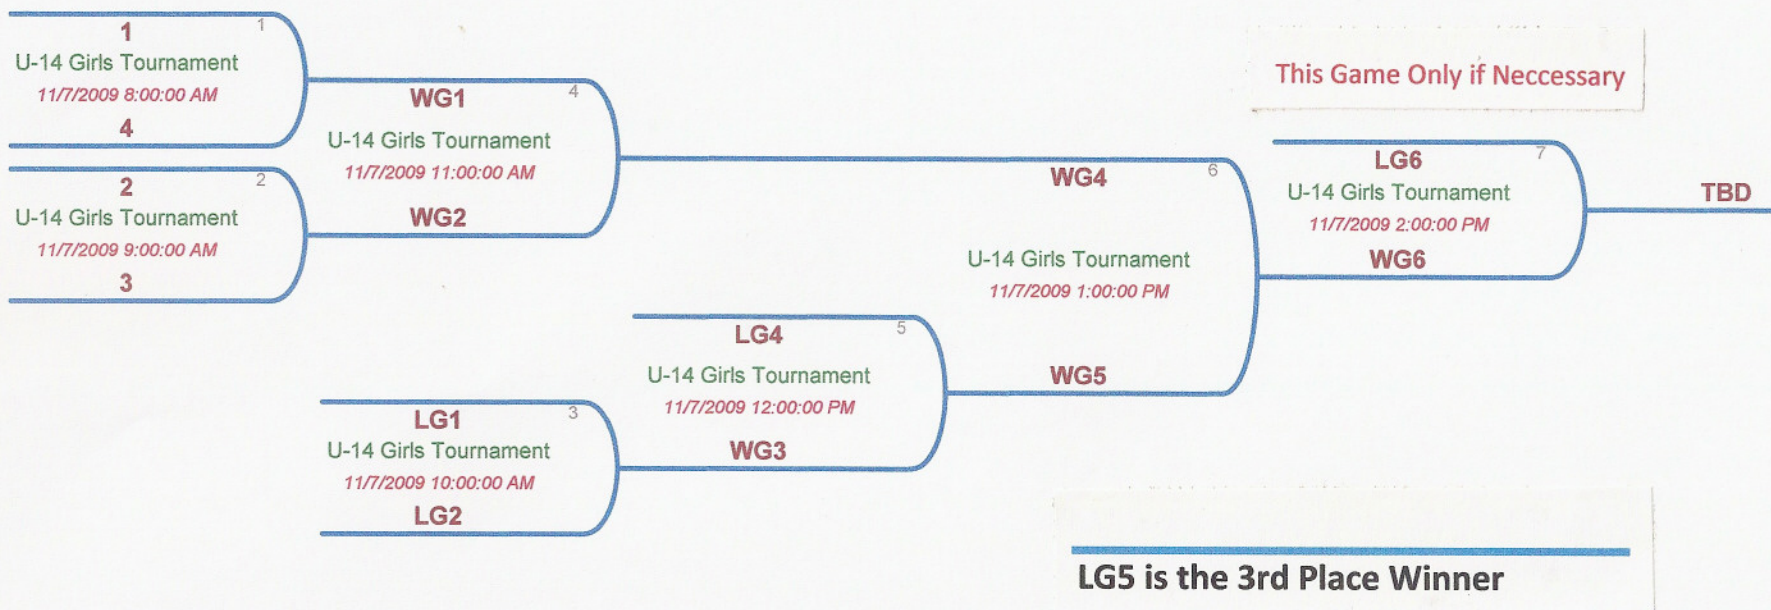 1
1
U-14 Girls Tournament
11/7/2009 8:00:00 AM
4
2
2
U-14 Girls Tournament
11/7/2009 9:00:00 AM
3
WG1
4
U-14 Girls Tournament
11/7/2009 11:00:00 AM
WG2
LG1
3
U-14 Girls Tournament
11/7/2009 10:00:00 AM
LG2
LG4
5
U-14 Girls Tournament
11/7/2009 12:00:00 PM
WG3
WG4
6
U-14 Girls Tournament
11/7/2009 1:00:00 PM
WG5
This Game Only if Neccessary
LG6
7
U-14 Girls Tournament
11/7/2009 2:00:00 PM
WG6
TBD
LG5 is the 3rd Place Winner